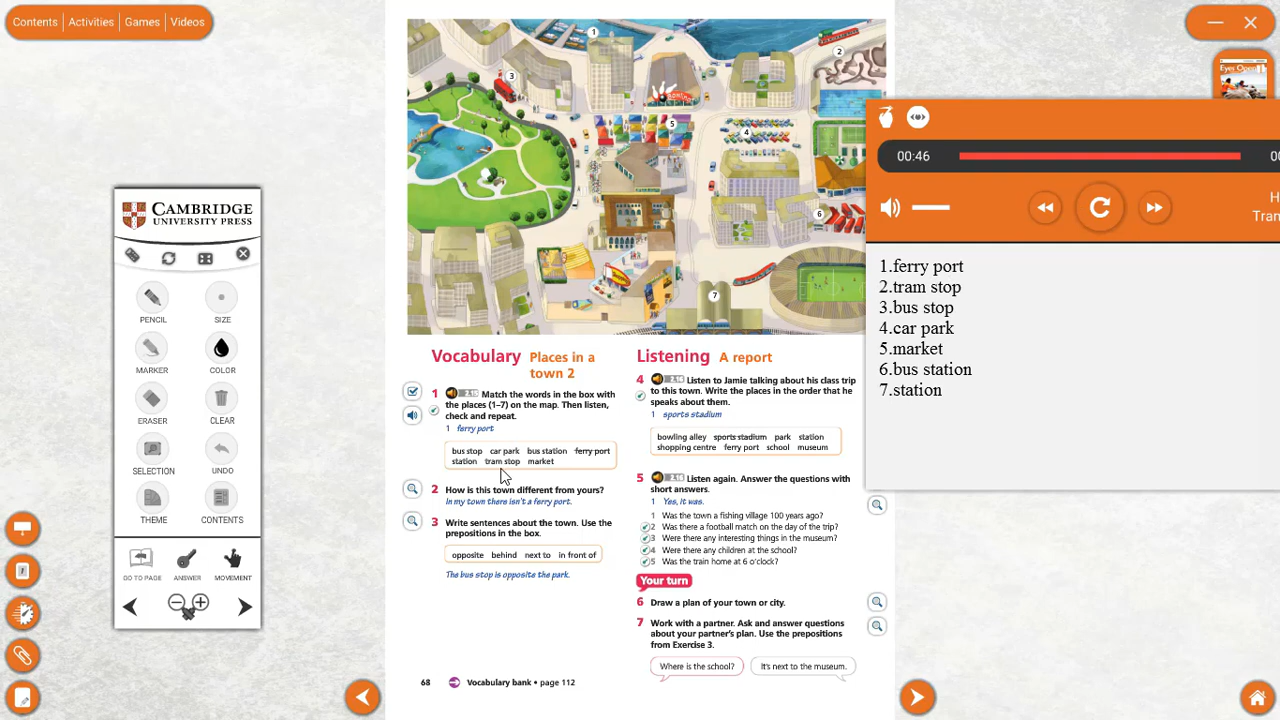 Contents
Activities
Games
Videos
Eyes Open
1
2
3
4
5
6
7
CAMBRIDGE
UNIVERSITY PRESS
PENCIL
SIZE
MARKER
COLOR
ERASER
CLEAR
SELECTION
UNDO
THEME
CONTENTS
GO TO PAGE
ANSWER
MOVEMENT
Vocabulary Places in a
town 2
1 Match the words in the box with
the places (1–7) on the map. Then listen,
check and repeat.
1 ferry port
bus stop car park bus station ferry port
station tram stop market
2 How is this town different from yours?
In my town there isn't a ferry port.
3 Write sentences about the town. Use the
prepositions in the box.
opposite behind next to in front of
The bus stop is opposite the park.
68 Vocabulary bank • page 112
Listening A report
4 2.16 Listen to Jamie talking about his class trip
to this town. Write the places in the order that he
speaks about them.
1 sports stadium
bowling alley sports stadium park station
shopping centre ferry port school museum
5 2.16 Listen again. Answer the questions with
short answers.
1 Yes, it was.
1 Was the town a fishing village 100 years ago?
2 Was there a football match on the day of the trip?
3 Were there any interesting things in the museum?
4 Were there any children at the school?
5 Was the train home at 6 o'clock?
Your turn
6 Draw a plan of your town or city.
7 Work with a partner. Ask and answer questions
about your partner's plan. Use the prepositions
from Exercise 3.
Where is the school?
It's next to the museum.
00:46
1.ferry port
2.tram stop
3.bus stop
4.car park
5.market
6.bus station
7.station